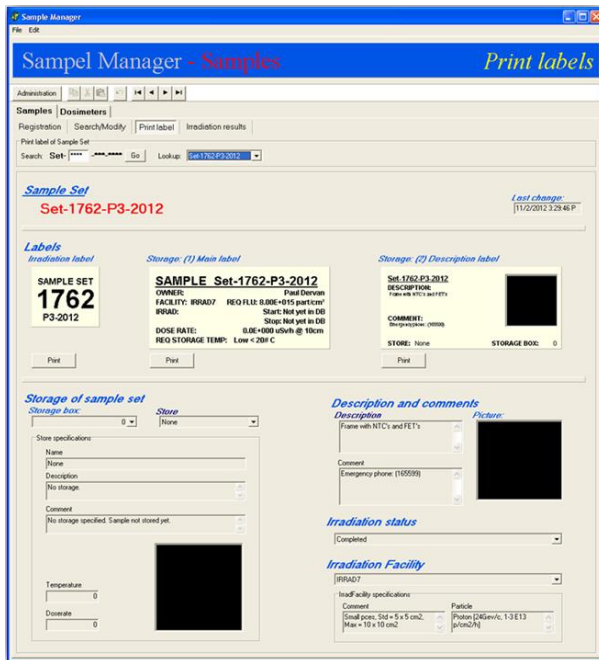 Sample Manager
File Edit
Sampel Manager - Samples Print labels
Administration
Samples Dosimeters
Registration Search/Modify Print label Irradiation results
Print label of Sample Set
Search: Set- **** -***-**** Go Lookup: Set-1762-P3-2012
Sample Set
Set-1762-P3-2012
Last change:
11/2/2012 3:29:46 P
Labels
Irradiation label
SAMPLE SET
1762
P3-2012
Print
Storage: (1) Main label
SAMPLE Set-1762-P3-2012
OWNER: Paul Dervan
FACILITY: IRRAD7 REQ FLU: 8.00E+015 part/cm²
IRRAD: Start: Not yet in DB
Stop: Not yet in DB
DOSE RATE: 0.0E+000 uSv/h @ 10cm
REQ STORAGE TEMP: Low < 20# C
Print
Storage: (2) Description label
Set-1762-P3-2012
DESCRIPTION:
Frame with NTC's and FET's
COMMENT:
Emergency phone: (165599)
STORE: None STORAGE BOX: 0
Print
Storage of sample set
Storage box: Store
0 None
Store specifications
Name
None
Description
No storage.
Comment
No storage specified. Sample not stored yet.
Temperature
0
Doserate
0
Description and comments
Description Picture:
Frame with NTC's and FET's
Comment
Emergency phone: (165599)
Irradiation status
Completed
Irradiation Facility
IRRAD7
IrradFacility specifications
Comment
Small pces, Std = 5 x 5 cm2,
Max = 10 x 10 cm2
Particle
Proton [24Gev/c, 1-3 E13
p/cm2/h]